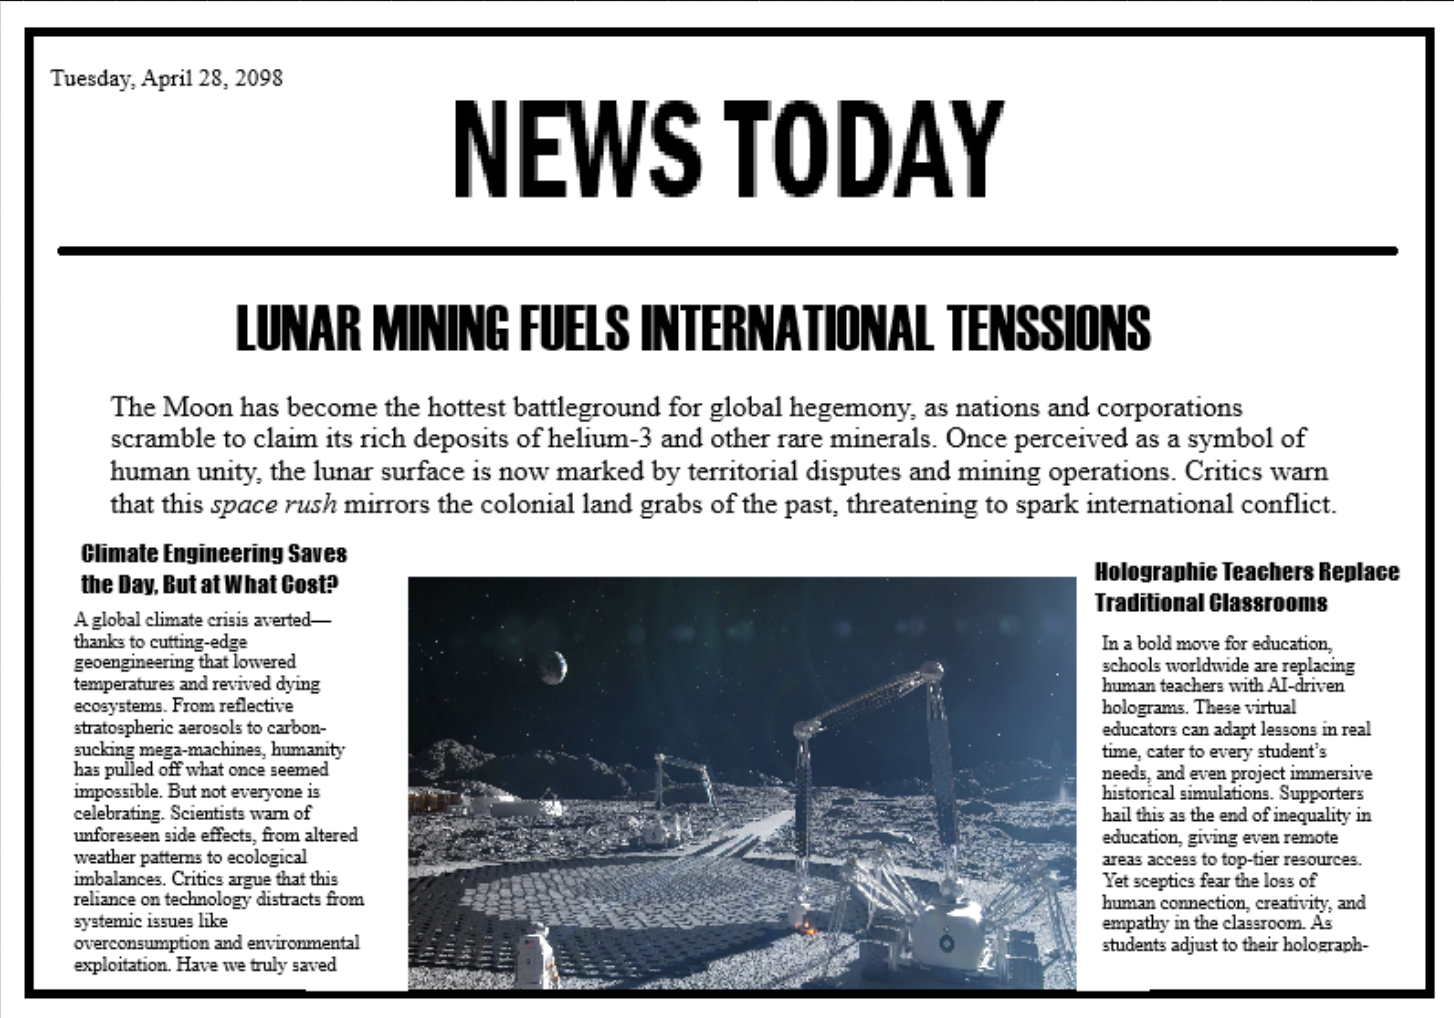 Tuesday, April 28, 2098
NEWS TODAY
LUNAR MINING FUELS INTERNATIONAL TENSSIONS
The Moon has become the hottest battleground for global hegemony, as nations and corporations
scramble to claim its rich deposits of helium-3 and other rare minerals. Once perceived as a symbol of
human unity, the lunar surface is now marked by territorial disputes and mining operations. Critics warn
that this space rush mirrors the colonial land grabs of the past, threatening to spark international conflict.
Climate Engineering Saves
the Day, But at What Cost?
A global climate crisis averted—
thanks to cutting-edge
geoengineering that lowered
temperatures and revived dying
ecosystems. From reflective
stratospheric aerosols to carbon-
sucking mega-machines, humanity
has pulled off what once seemed
impossible. But not everyone is
celebrating. Scientists warn of
unforeseen side effects, from altered
weather patterns to ecological
imbalances. Critics argue that this
reliance on technology distracts from
systemic issues like
overconsumption and environmental
exploitation. Have we truly saved
Holographic Teachers Replace
Traditional Classrooms
In a bold move for education,
schools worldwide are replacing
human teachers with AI-driven
holograms. These virtual
educators can adapt lessons in real
time, cater to every student's
needs, and even project immersive
historical simulations. Supporters
hail this as the end of inequality in
education, giving even remote
areas access to top-tier resources.
Yet sceptics fear the loss of
human connection, creativity, and
empathy in the classroom. As
students adjust to their holograph-